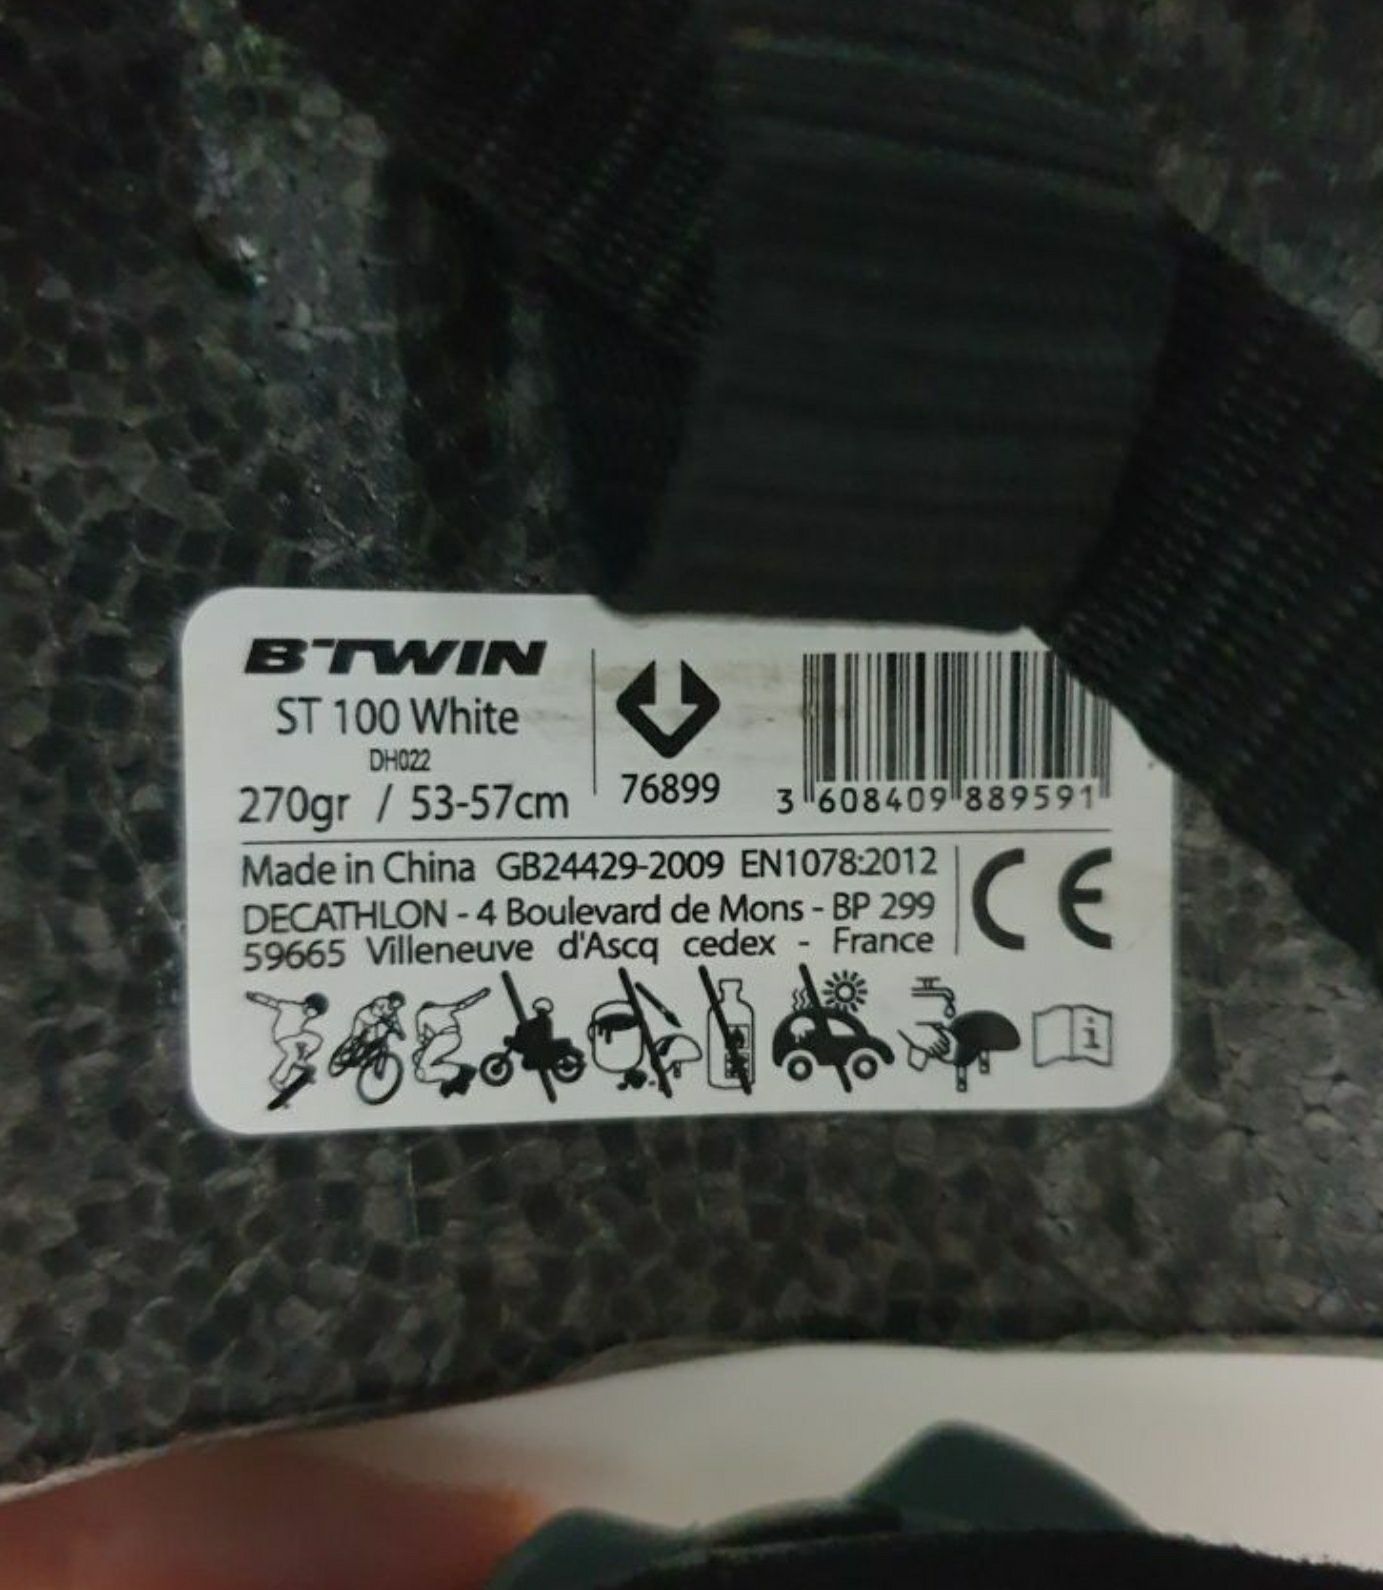 B'TWIN
ST 100 White
DH022
270gr / 53-57cm
76899
3 608409 889591
Made in China GB24429-2009 EN1078:2012
DECATHLON - 4 Boulevard de Mons - BP 299
59665 Villeneuve d'Ascq cedex - France
CE
i